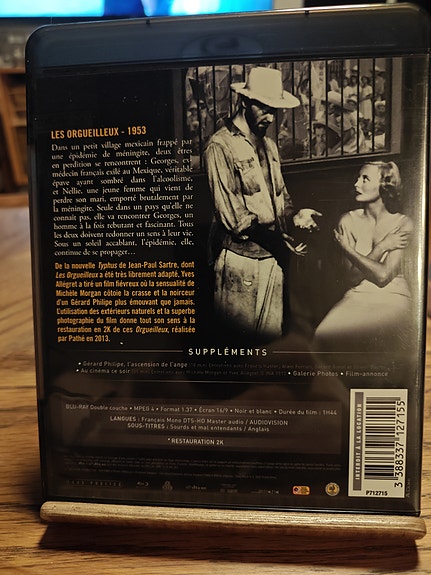 LES ORGUEILLEUX - 1953
Dans un petit village mexicain frappé par
une épidémie de méningite, deux êtres
en perdition se rencontrent : Georges, ex-
médecin français exilé au Mexique, véritable
épave ayant sombré dans l'alcoolisme,
et Nellie, une jeune femme qui vient de
perdre son mari, emporté brutalement par
la méningite. Seule dans un pays qu'elle ne
connaît pas, elle va rencontrer Georges, un
homme à la fois rebutant et fascinant. Tous
les deux doivent redonner un sens à leur vie.
Sous un soleil accablant, l'épidémie, elle,
continue de se propager…
De la nouvelle Typhus de Jean-Paul Sartre, dont
Les Orgueilleux a été très librement adapté, Yves
Allégret a tiré un film fiévreux où la sensualité de
Michèle Morgan côtoie la crasse et la noirceur
d'un Gérard Philipe plus émouvant que jamais.
L'utilisation des extérieurs naturels et la superbe
photographie du film donne tout son sens à la
restauration en 2K de ces Orgueilleux, réalisée
par Pathé en 2013.
SUPPLÉMENTS
• Gérard Philipe, l'ascension de l'ange
• Au cinéma ce soir • Galerie Photos • Film-annonce
BLU-RAY Double couche • MPEG 4 • Format 1.37 • Écran 16/9 • Noir et blanc • Durée du film : 1H44
LANGUES : Français Mono DTS-HD Master audio / AUDIOVISION
SOUS-TITRES : Sourds et mal entendants / Anglais
• RESTAURATION 2K
INTERDIT À LA LOCATION
3 388337 127155
P712715